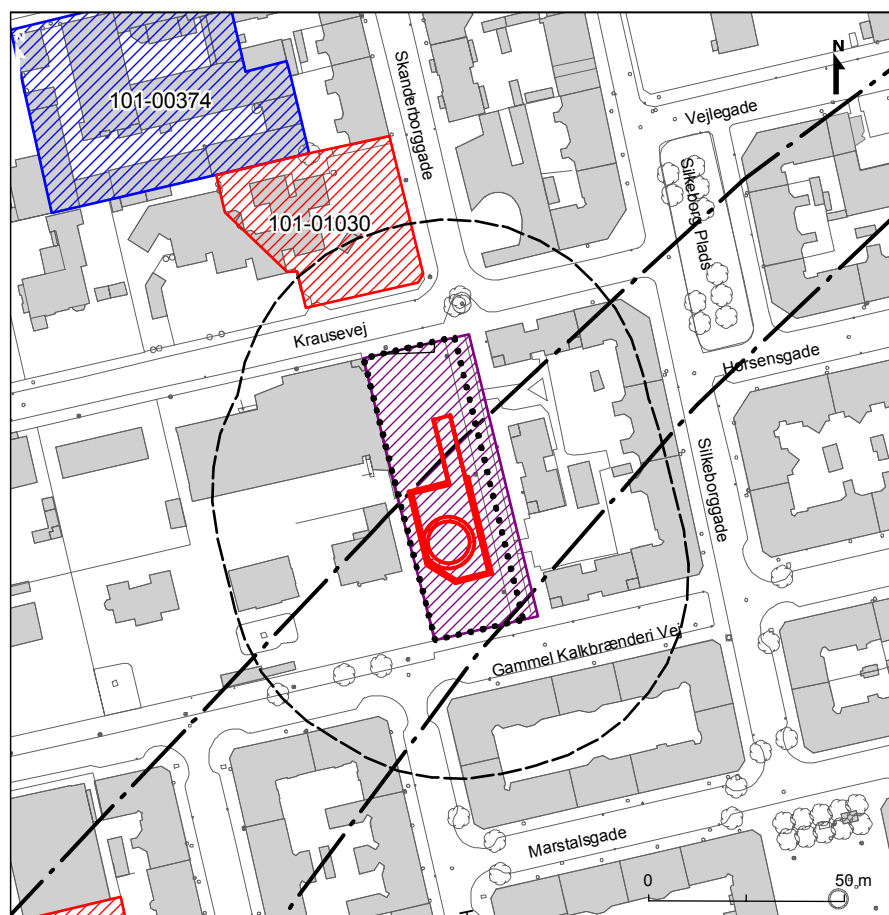 N
101-00374
Skanderborggade
Vejlegade
Silkeborg Plads
101-01030
Krausevej
Horsensgade
Silkeborggade
Gammel Kalkbrænderi Vej
Marstalsgade
0
50 m